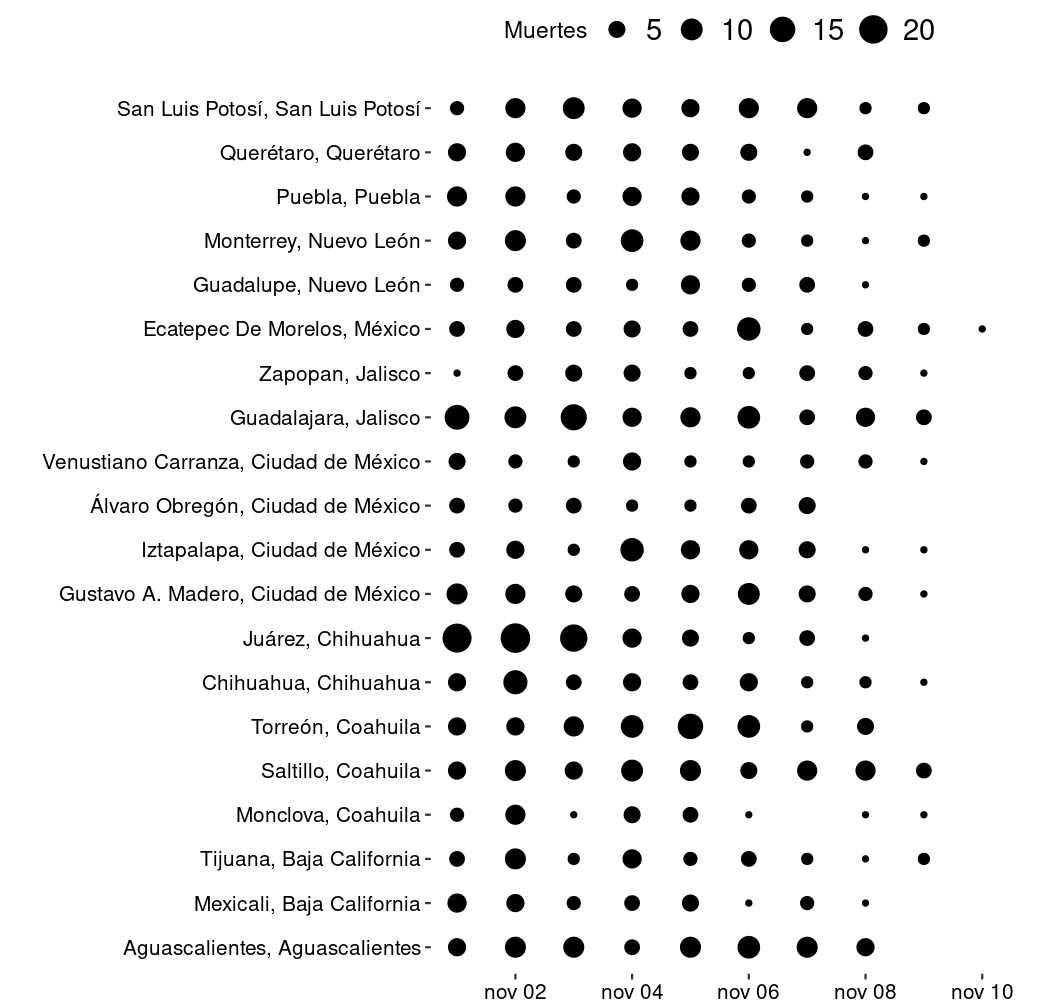 Muertes 5 10 15 20
San Luis Potosí, San Luis Potosí
Querétaro, Querétaro
Puebla, Puebla
Monterrey, Nuevo León
Guadalupe, Nuevo León
Ecatepec De Morelos, México
Zapopan, Jalisco
Guadalajara, Jalisco
Venustiano Carranza, Ciudad de México
Álvaro Obregón, Ciudad de México
Iztapalapa, Ciudad de México
Gustavo A. Madero, Ciudad de México
Juárez, Chihuahua
Chihuahua, Chihuahua
Torreón, Coahuila
Saltillo, Coahuila
Monclova, Coahuila
Tijuana, Baja California
Mexicali, Baja California
Aguascalientes, Aguascalientes
nov 02 nov 04 nov 06 nov 08 nov 10